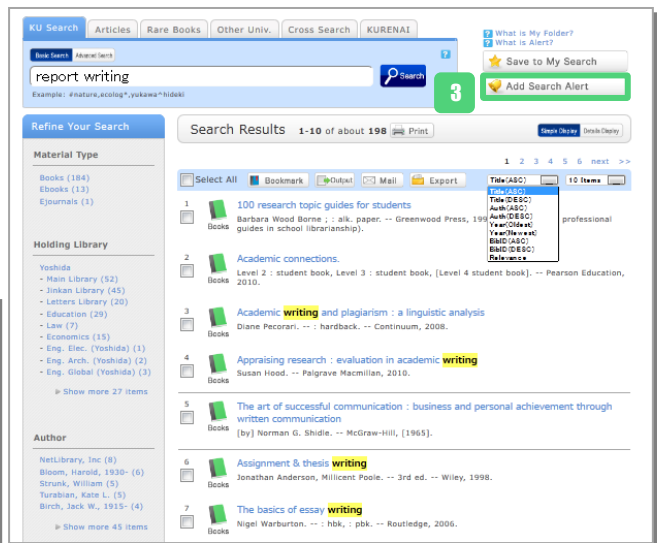 KU Search Articles Rare Books Other Univ. Cross Search KURENAI
? What is My Folder?
? What is Alert?
Book Search Advanced Search ?
report writing Search
Example: #nature,ecolog*,yukawa^hideki
Save to My Search
3 Add Search Alert
Refine Your Search
Search Results 1-10 of about 198 Print Simple Display Details Display
1 2 3 4 5 6 next >>
Select All Bookmark Output Mail Export Title(ASC) 10 Items
Title(ASC)
Title(DESC)
Auth(ASC)
Auth(DESC)
Year(Oldest)
Year(Newest)
BibID(ASC)
BibID(DESC)
Relevance
Material Type
Books (184)
Ebooks (13)
Ejournals (1)
Holding Library
Yoshida
- Main Library (52)
- Jinkan Library (45)
- Letters Library (20)
- Education (29)
- Law (7)
- Economics (15)
- Eng. Elec. (Yoshida) (1)
- Eng. Arch. (Yoshida) (2)
- Eng. Global (Yoshida) (3)
Show more 27 items
Author
NetLibrary, Inc (8)
Bloom, Harold, 1930- (6)
Strunk, William (5)
Turabian, Kate L. (5)
Birch, Jack W., 1915- (4)
Show more 45 items
1
Books
100 research topic guides for students
Barbara Wood Borne ; : alk. paper. -- Greenwood Press, 199 professional
guides in school librarianship).
2
Books
Academic connections.
Level 2 : student book, Level 3 : student book, [Level 4 student book]. -- Pearson Education,
2010.
3
Books
Academic writing and plagiarism : a linguistic analysis
Diane Pecorari. -- : hardback. -- Continuum, 2008.
4
Books
Appraising research : evaluation in academic writing
Susan Hood. -- Palgrave Macmillan, 2010.
5
Books
The art of successful communication : business and personal achievement through
written communication
[by] Norman G. Shidle. -- McGraw-Hill, [1965].
6
Books
Assignment & thesis writing
Jonathan Anderson, Millicent Poole. -- 3rd ed. -- Wiley, 1998.
7
Books
The basics of essay writing
Nigel Warburton. -- : hbk, : pbk. -- Routledge, 2006.